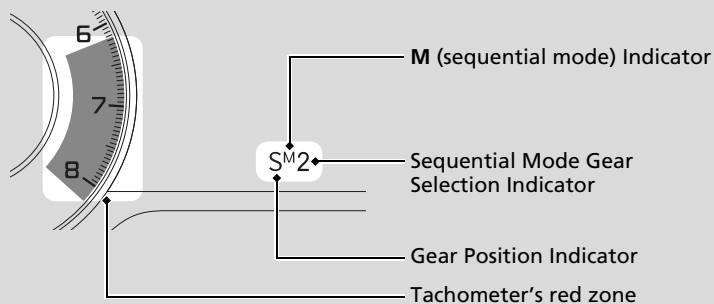 6
7
8
M (sequential mode) Indicator
SM2
Sequential Mode Gear
Selection Indicator
Gear Position Indicator
Tachometer's red zone